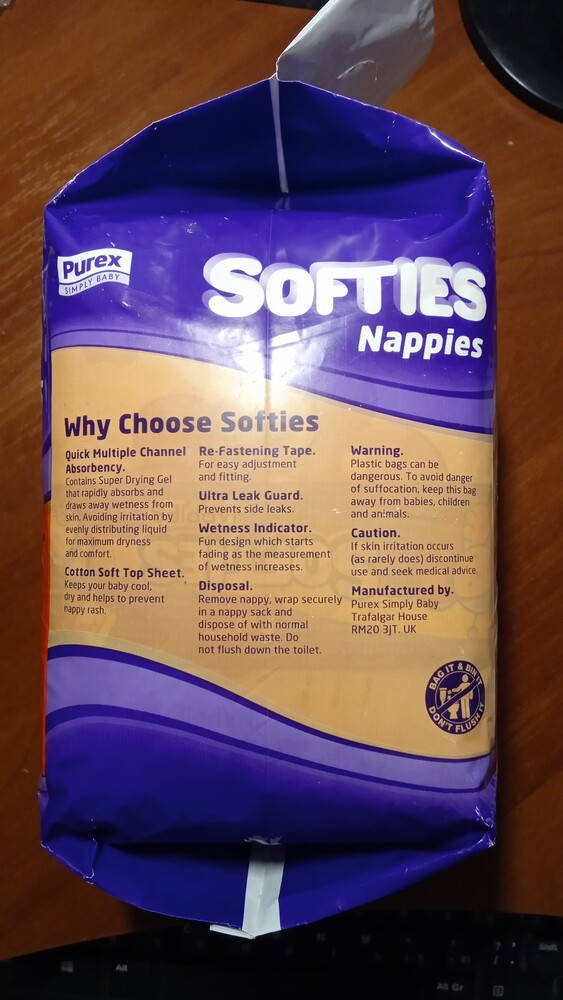 Purex
SIMPLY BABY
SOFTIES
Nappies
Why Choose Softies
Quick Multiple Channel
Absorbency.
Contains Super Drying Gel
that rapidly absorbs and
draws away wetness from
skin. Avoiding irritation by
evenly distributing liquid
for maximum dryness
and comfort.
Cotton Soft Top Sheet.
Keeps your baby cool,
dry and helps to prevent
nappy rash.
Re-Fastening Tape.
For easy adjustment
and fitting.
Ultra Leak Guard.
Prevents side leaks.
Wetness Indicator.
Fun design which starts
fading as the measurement
of wetness increases.
Disposal.
Remove nappy, wrap securely
in a nappy sack and
dispose of with normal
household waste. Do
not flush down the toilet.
Warning.
Plastic bags can be
dangerous. To avoid danger
of suffocation, keep this bag
away from babies, children
and animals.
Caution.
If skin irritation occurs
(as rarely does) discontinue
use and seek medical advice.
Manufactured by.
Purex Simply Baby
Trafalgar House
RM20 3JT. UK
BAG IT & BIN IT
DON'T FLUSH IT
Alt
Alt Gr
Shift